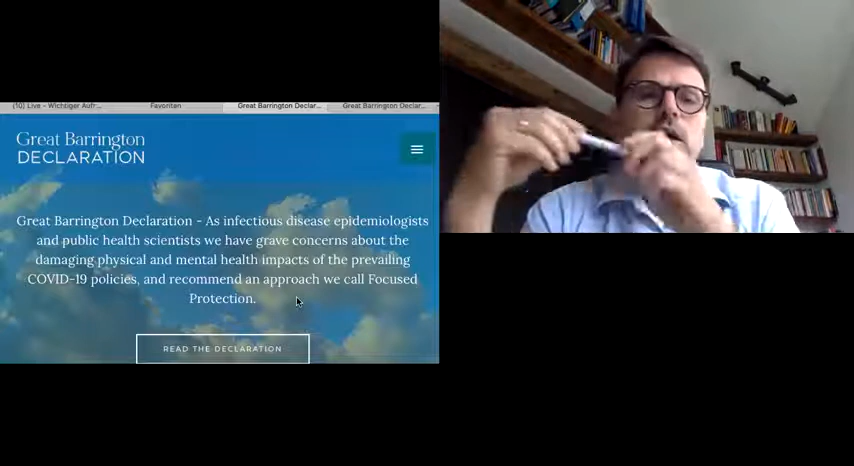 (10) Live - Wichtiger Aufr:...
Favoriten
Great Barrington Declar...
Great Barrington Declar...
Great Barrington
DECLARATION
Great Barrington Declaration - As infectious disease epidemiologists
and public health scientists we have grave concerns about the
damaging physical and mental health impacts of the prevailing
COVID-19 policies, and recommend an approach we call Focused
Protection.
READ THE DECLARATION